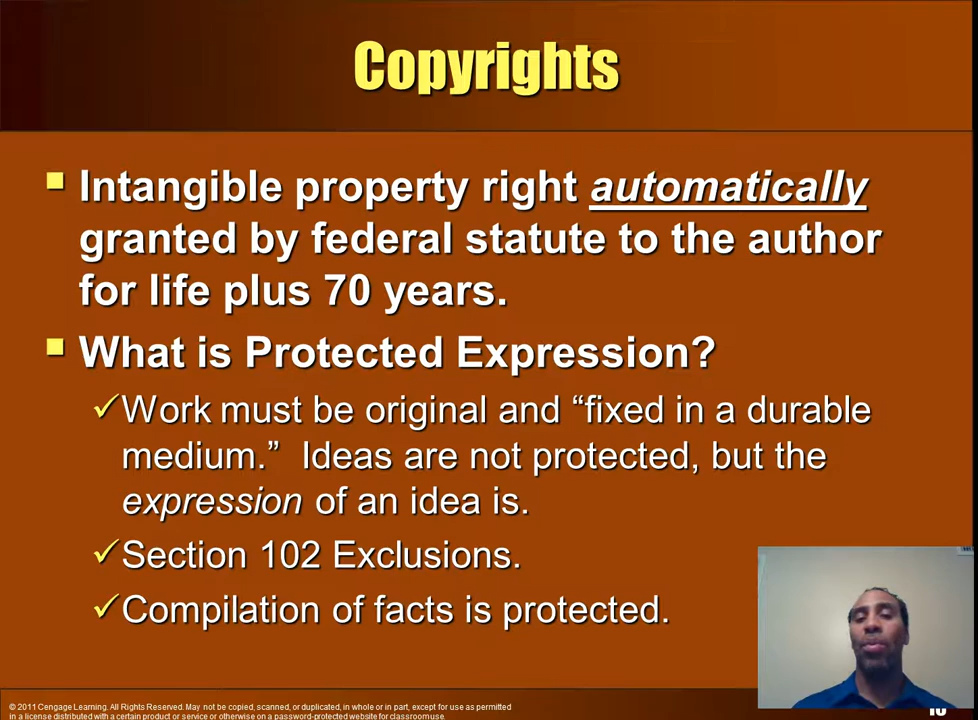 Copyrights
Intangible property right automatically
granted by federal statute to the author
for life plus 70 years.
What is Protected Expression?
Work must be original and “fixed in a durable
medium.” Ideas are not protected, but the
expression of an idea is.
Section 102 Exclusions.
Compilation of facts is protected.
© 2011 Cengage Learning. All Rights Reserved. May not be copied, scanned, or duplicated, in whole or in part, except for use as permitted
in a license distributed with a certain product or service or otherwise on a password-protected website for classroom use.